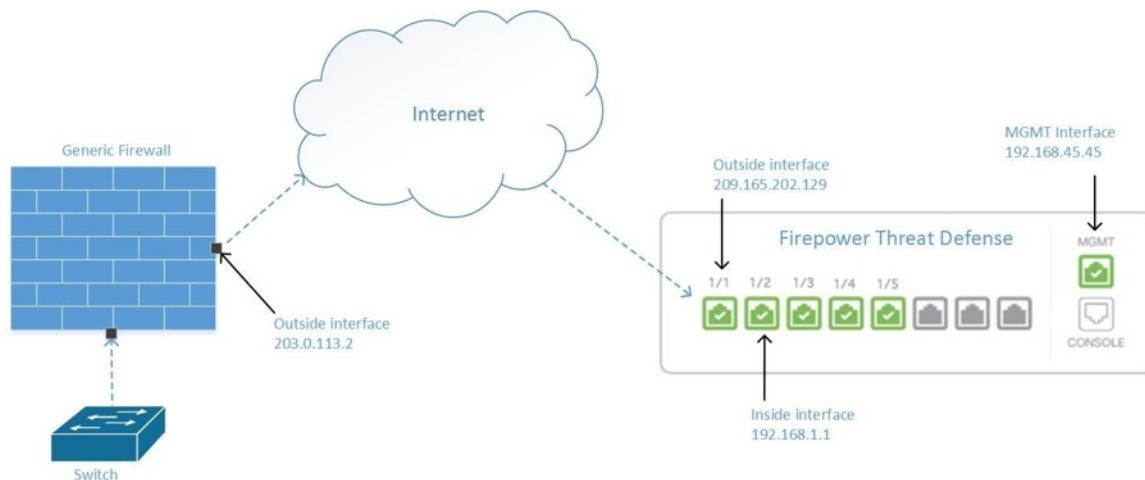 Internet
Generic Firewall
Outside interface
203.0.113.2
Switch
MGMT Interface
192.168.45.45
Outside interface
209.165.202.129
Firepower Threat Defense
MGMT
1/1 1/2 1/3 1/4 1/5
CONSOLE
Inside interface
192.168.1.1